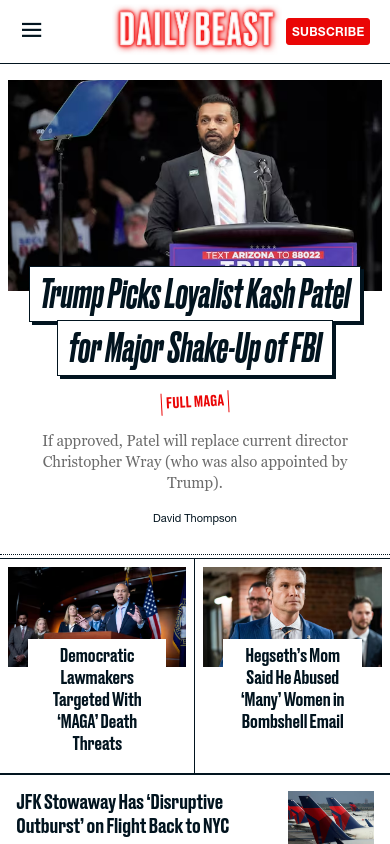 DAILY BEAST
SUBSCRIBE
TEXT ARIZONA TO 88022
TRUMP
Trump Picks Loyalist Kash Patel
for Major Shake-Up of FBI
FULL MAGA
If approved, Patel will replace current director
Christopher Wray (who was also appointed by
Trump).
David Thompson
Democratic
Lawmakers
Targeted With
‘MAGA’ Death
Threats
Hegseth’s Mom
Said He Abused
‘Many’ Women in
Bombshell Email
JFK Stowaway Has ‘Disruptive
Outburst’ on Flight Back to NYC